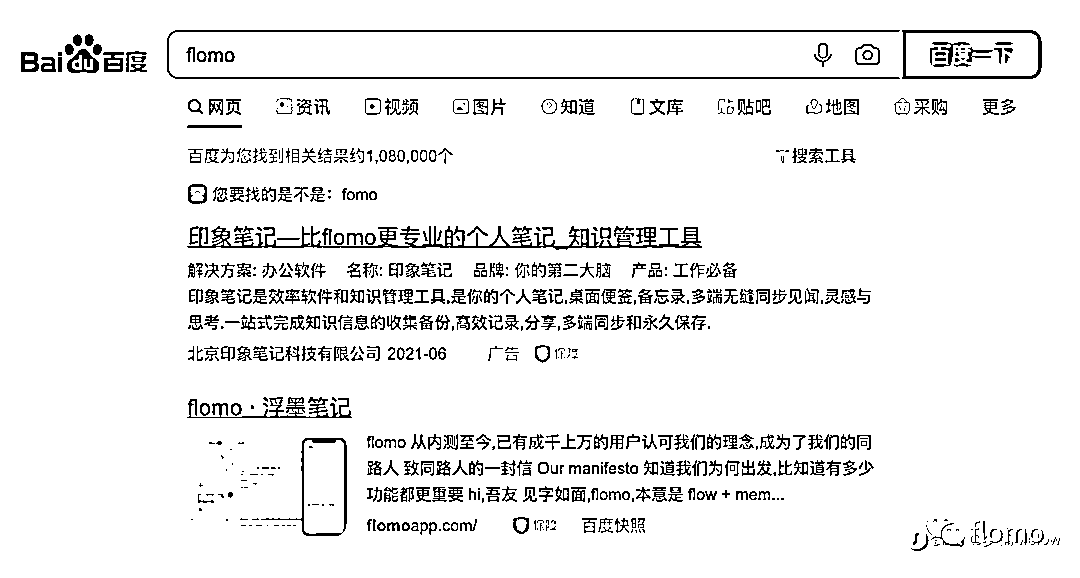 Bai du 百度
flomo
百度一下
网页 资讯 视频 图片 知道 文库 贴吧 地图 采购 更多
百度为您找到相关结果约1,080,000个 搜索工具
您要找的是不是: fomo
印象笔记—比flomo更专业的个人笔记_知识管理工具
解决方案: 办公软件 名称: 印象笔记 品牌: 你的第二大脑 产品: 工作必备
印象笔记是效率软件和知识管理工具,是你的个人笔记,桌面便签,备忘录,多端无缝同步见闻,灵感与
思考.一站式完成知识信息的收集备份,高效记录,分享,多端同步和永久保存.
北京印象笔记科技有限公司 2021-06 广告 保障
flomo · 浮墨笔记
flomo 从内测至今,已有成千上万的用户认可我们的理念,成为了我们的同
路人 致同路人的一封信 Our manifesto 知道我们为何出发,比知道有多少
功能都更重要 hi,吾友 见字如面,flomo,本意是 flow + mem...
flomoapp.com/ 保障 百度快照
flomo